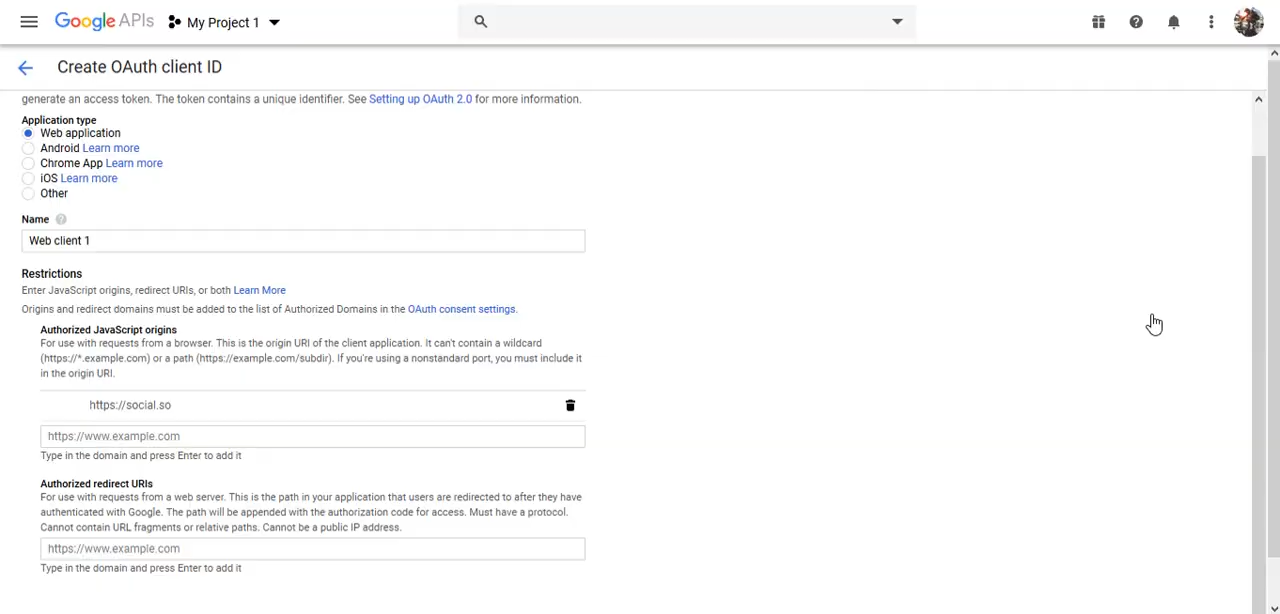 Google APIs My Project 1
Create OAuth client ID
generate an access token. The token contains a unique identifier. See Setting up OAuth 2.0 for more information.
Application type
Web application
Android Learn more
Chrome App Learn more
iOS Learn more
Other
Name
Web client 1
Restrictions
Enter JavaScript origins, redirect URIs, or both Learn More
Origins and redirect domains must be added to the list of Authorized Domains in the OAuth consent settings.
Authorized JavaScript origins
For use with requests from a browser. This is the origin URI of the client application. It can't contain a wildcard
(https://*.example.com) or a path (https://example.com/subdir). If you're using a nonstandard port, you must include it
in the origin URI.
https://social.so
https://www.example.com
Type in the domain and press Enter to add it
Authorized redirect URIs
For use with requests from a web server. This is the path in your application that users are redirected to after they have
authenticated with Google. The path will be appended with the authorization code for access. Must have a protocol.
Cannot contain URL fragments or relative paths. Cannot be a public IP address.
https://www.example.com
Type in the domain and press Enter to add it